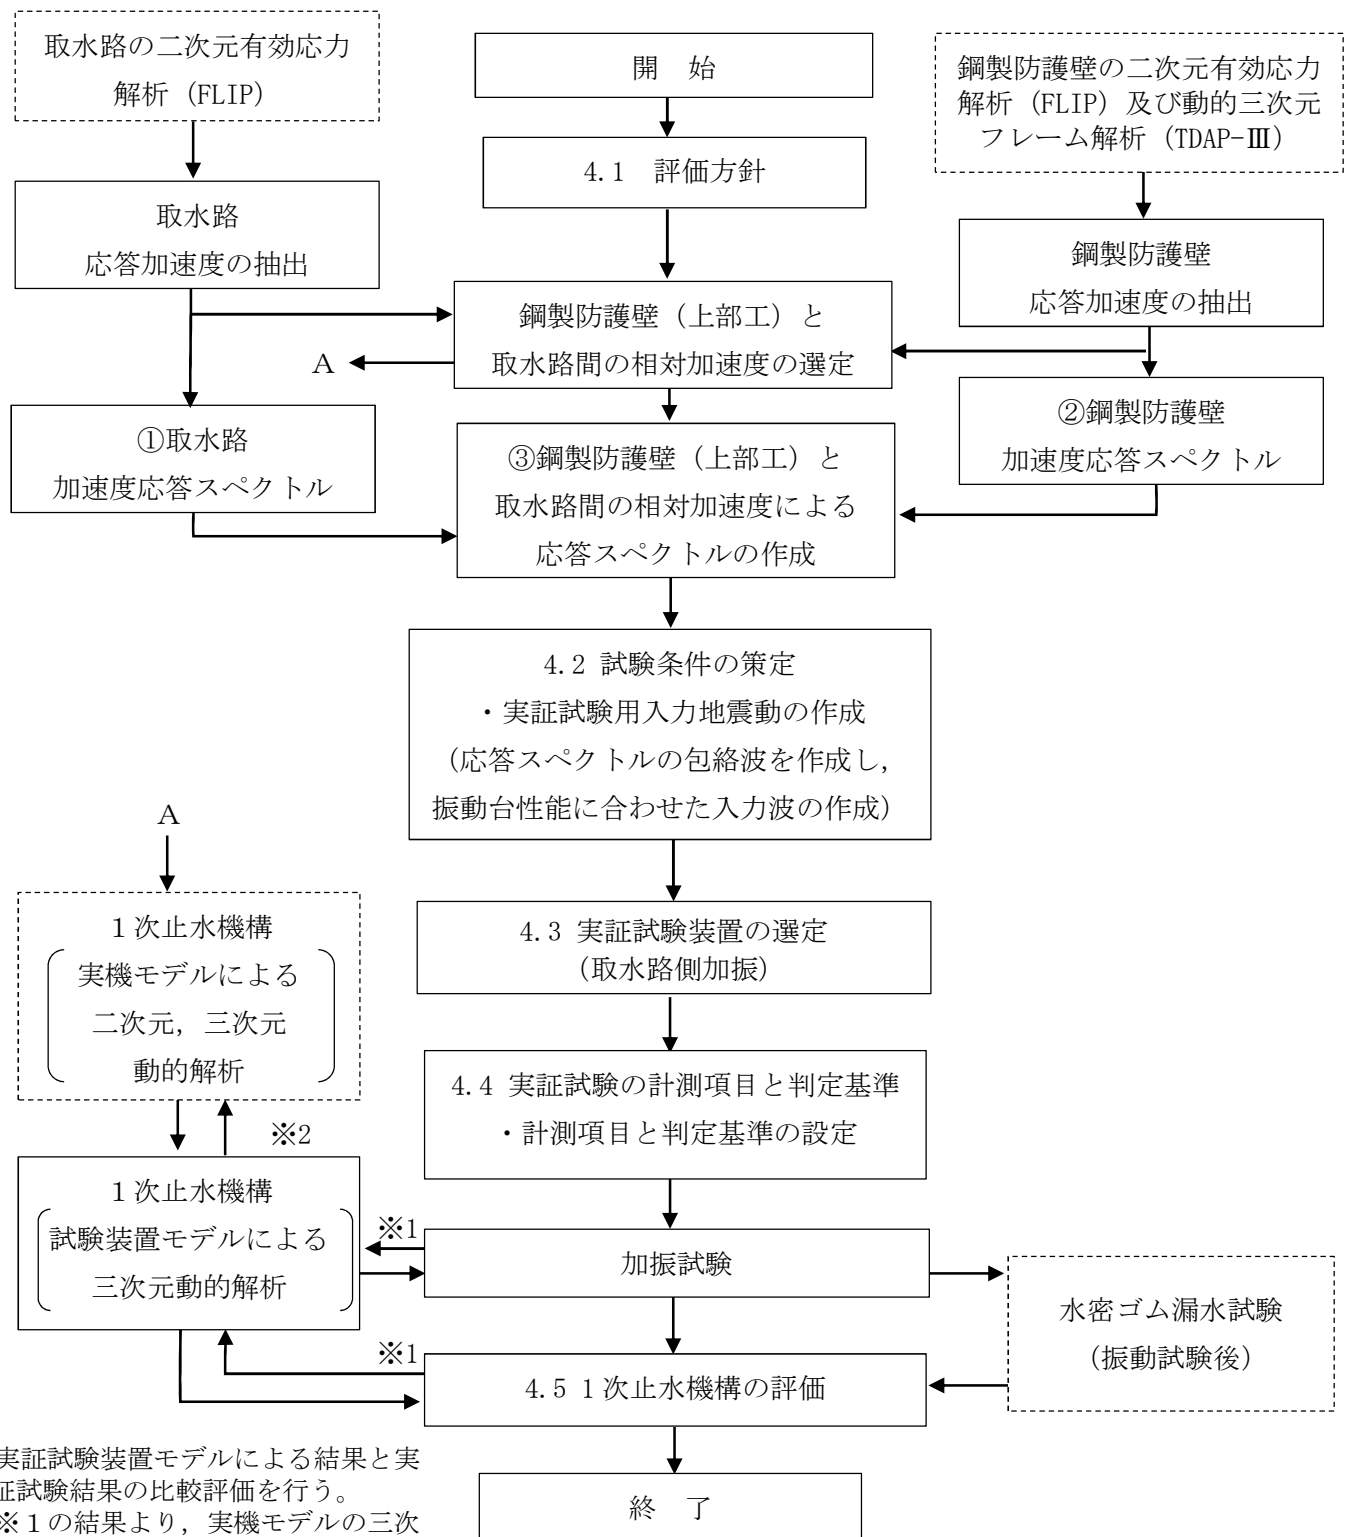 取水路の二次元有効応力
解析（FLIP）
開　始
鋼製防護壁の二次元有効応力
解析（FLIP）及び動的三次元
フレーム解析（TDAP-Ⅲ）
4.1　評価方針
取水路
応答加速度の抽出
鋼製防護壁
応答加速度の抽出
鋼製防護壁（上部工）と
取水路間の相対加速度の選定
A
①取水路
加速度応答スペクトル
②鋼製防護壁
加速度応答スペクトル
③鋼製防護壁（上部工）と
取水路間の相対加速度による
応答スペクトルの作成
4.2 試験条件の策定
・実証試験用入力地震動の作成
（応答スペクトルの包絡波を作成し，
振動台性能に合わせた入力波の作成）
A
１次止水機構
実機モデルによる
二次元，三次元
動的解析
4.3 実証試験装置の選定
（取水路側加振）
4.4 実証試験の計測項目と判定基準
・計測項目と判定基準の設定
※2
１次止水機構
試験装置モデルによる
三次元動的解析
※1
加振試験
水密ゴム漏水試験
（振動試験後）
※1
4.5 １次止水機構の評価
実証試験装置モデルによる結果と実
証試験結果の比較評価を行う。
※１の結果より，実機モデルの三次
終　了